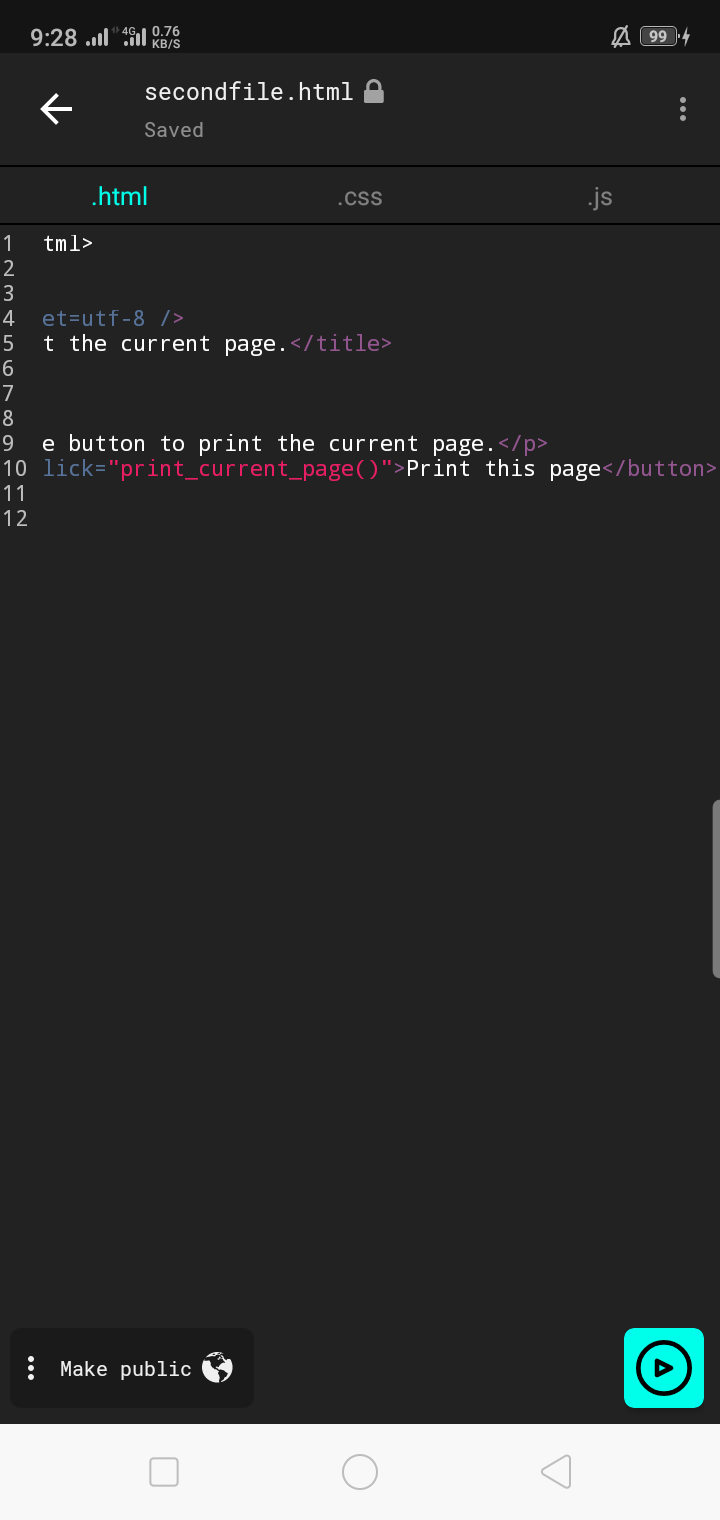 9:28 4G 0.76 KB/S 99
secondfile.html
Saved
.html .css .js
1 tml>
2
3
4 et=utf-8 />
5 t the current page.</title>
6
7
8
9 e button to print the current page.</p>
10 lick="print_current_page()">Print this page</button>
11
12
Make public